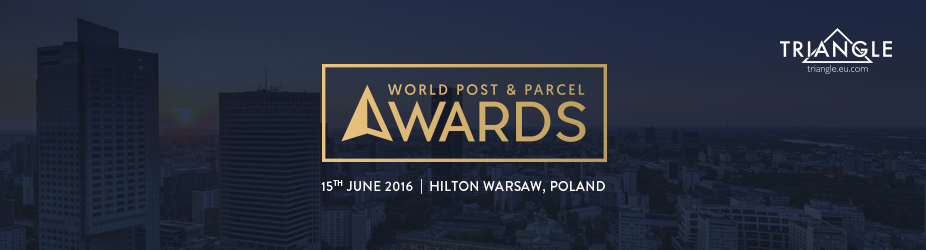 TRIANGLE
triangle.eu.com
WORLD POST & PARCEL
AWARDS
15TH JUNE 2016 | HILTON WARSAW, POLAND